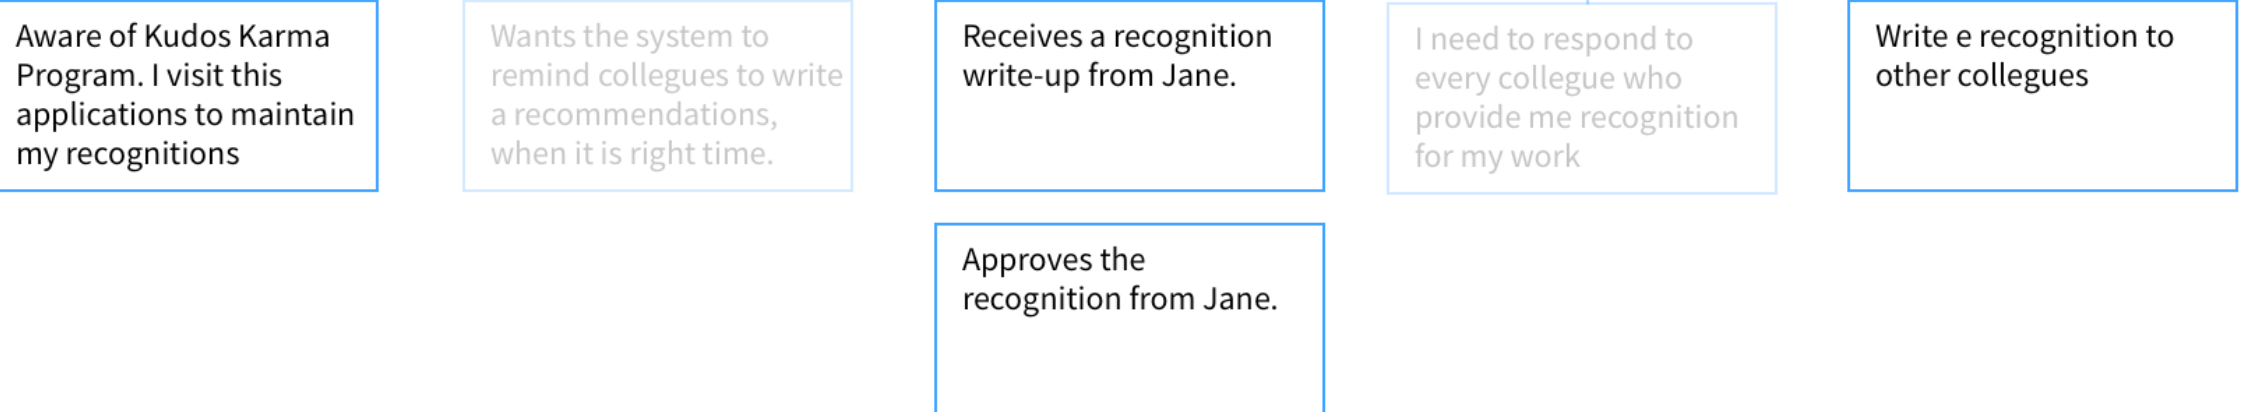 Aware of Kudos Karma
Program. I visit this
applications to maintain
my recognitions
Wants the system to
remind collegues to write
a recommendations,
when it is right time.
Receives a recognition
write-up from Jane.
I need to respond to
every collegue who
provide me recognition
for my work
Write e recognition to
other collegues
Approves the
recognition from Jane.